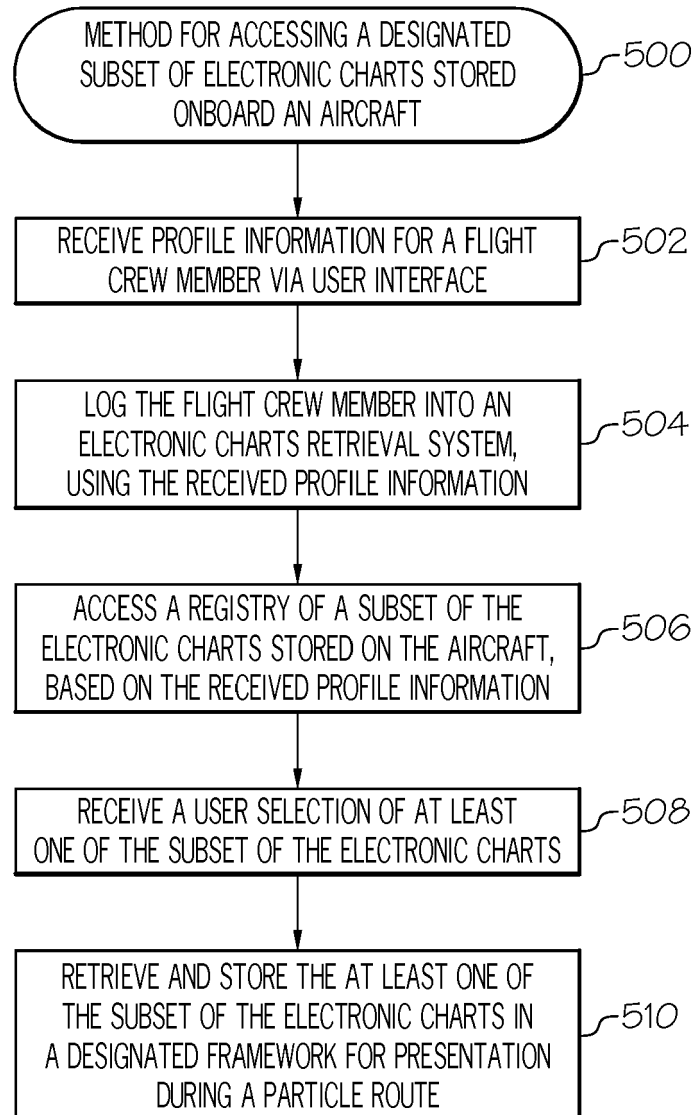 METHOD FOR ACCESSING A DESIGNATED
SUBSET OF ELECTRONIC CHARTS STORED
ONBOARD AN AIRCRAFT
500
RECEIVE PROFILE INFORMATION FOR A FLIGHT
CREW MEMBER VIA USER INTERFACE
502
LOG THE FLIGHT CREW MEMBER INTO AN
ELECTRONIC CHARTS RETRIEVAL SYSTEM,
USING THE RECEIVED PROFILE INFORMATION
504
ACCESS A REGISTRY OF A SUBSET OF THE
ELECTRONIC CHARTS STORED ON THE AIRCRAFT,
BASED ON THE RECEIVED PROFILE INFORMATION
506
RECEIVE A USER SELECTION OF AT LEAST
ONE OF THE SUBSET OF THE ELECTRONIC CHARTS
508
RETRIEVE AND STORE THE AT LEAST ONE OF
THE SUBSET OF THE ELECTRONIC CHARTS IN
A DESIGNATED FRAMEWORK FOR PRESENTATION
DURING A PARTICLE ROUTE
510